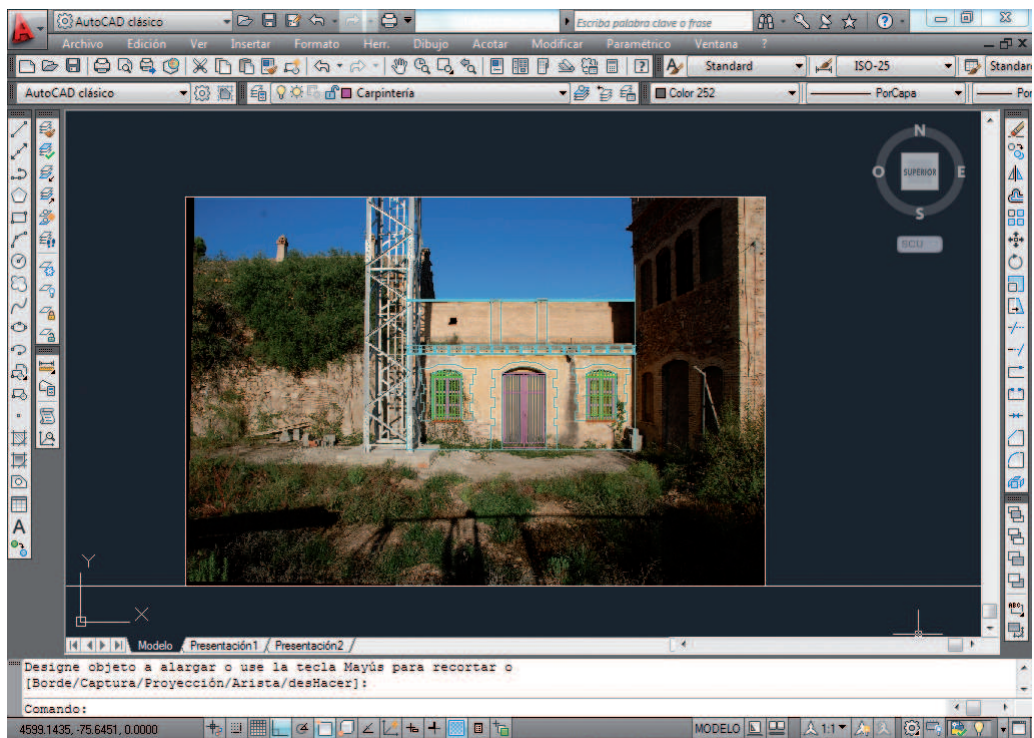 AutoCAD clásico Escriba palabra clave o frase
Archivo Edición Ver Insertar Formato Herr. Dibujo Acotar Modificar Paramétrico Ventana ?
Standard ISO-25 Standar
AutoCAD clásico Carpintería Color 252 PorCapa Por
N
O SUPERIOR E
S
SCU
Y
X
Modelo Presentación1 Presentación2
Designe objeto a alargar o use la tecla Mayús para recortar o
[Borde/Captura/Proyección/Arista/desHacer]:
Comando:
4599.1435, -75.6451, 0.0000 MODELO 1:1